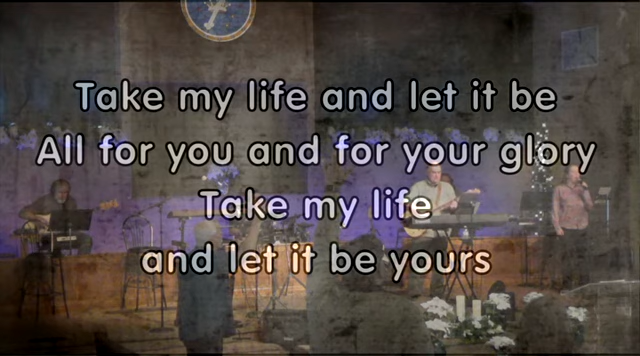 Take my life and let it be
All for you and for your glory
Take my life
and let it be yours